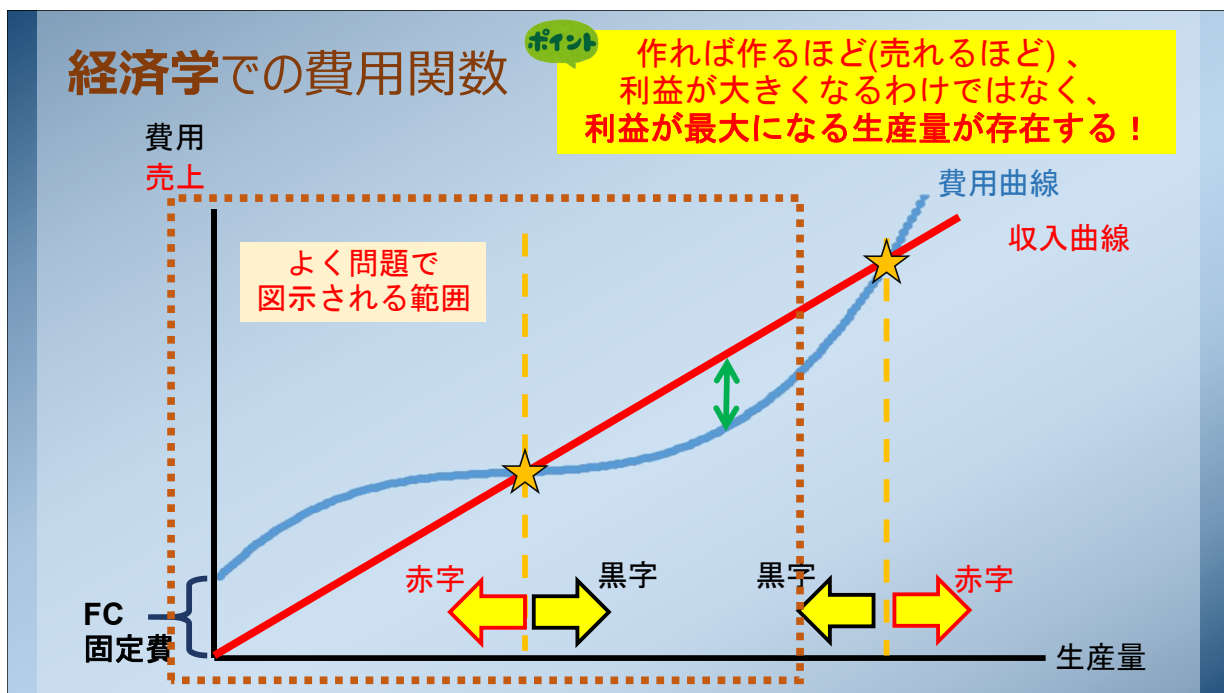 経済学での費用関数
ポイント
作れば作るほど(売れるほど) 、
利益が大きくなるわけではなく、
利益が最大になる生産量が存在する！
費用
売上
費用曲線
収入曲線
よく問題で
図示される範囲
赤字
黒字
黒字
赤字
FC
固定費
生産量